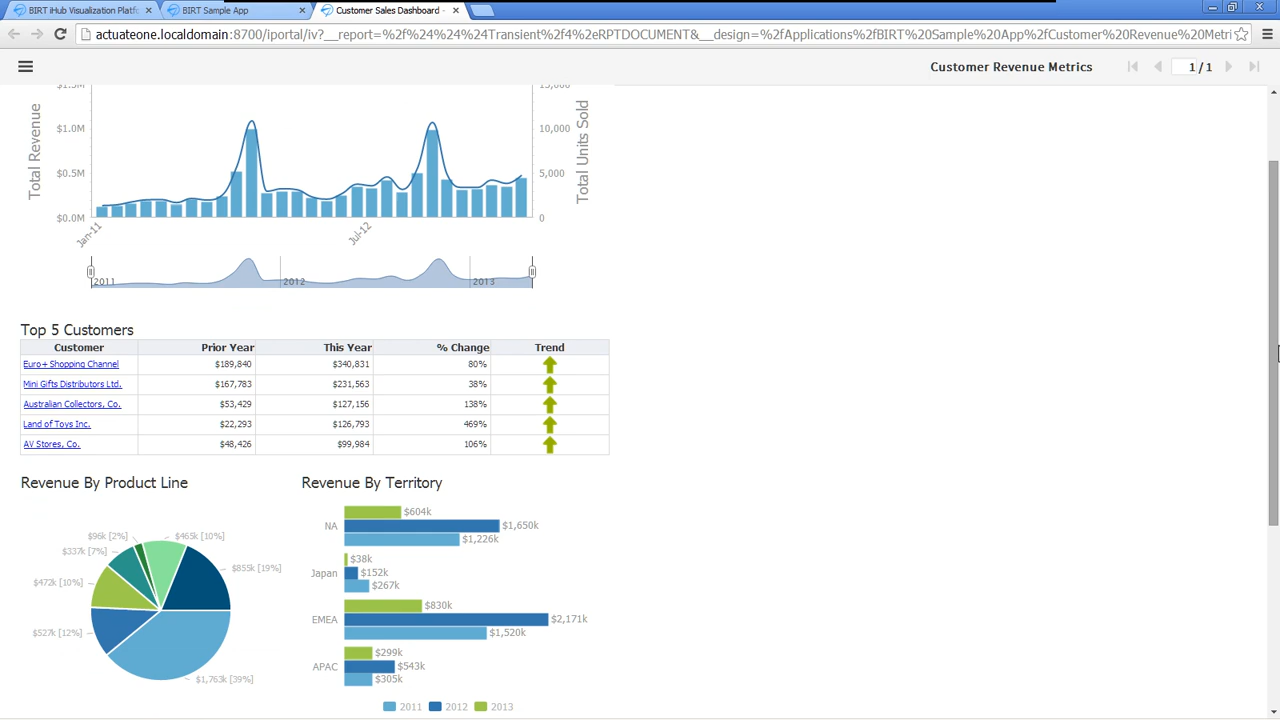 BIRT iHub Visualization Platfo × BIRT Sample App × Customer Sales Dashboard - ×
actuateone.localdomain:8700/iportal/iv?__report=%2f%24%24%24Transient%2f4%2eRPTDOCUMENT&__design=%2fApplications%2fBIRT%20Sample%20App%2fCustomer%20Revenue%20Metri
Customer Revenue Metrics 1 / 1
$1.5M 15,000
$1.0M 10,000
Total Revenue
Total Units Sold
$0.5M 5,000
$0.0M 0
Jan-11 Jul-12
2011 2012 2013
Top 5 Customers
Customer Prior Year This Year % Change Trend
Euro+ Shopping Channel $189,840 $340,831 80%
Mini Gifts Distributors Ltd. $167,783 $231,563 38%
Australian Collectors, Co. $53,429 $127,156 138%
Land of Toys Inc. $22,293 $126,793 469%
AV Stores, Co. $48,426 $99,984 106%
Revenue By Product Line
$96k [2%] $465k [10%]
$337k [7%]
$855k [19%]
$472k [10%]
$527k [12%]
$1,763k [39%]
Revenue By Territory
$604k
NA $1,650k
$1,226k
$38k
Japan $152k
$267k
$830k
EMEA $2,171k
$1,520k
$299k
APAC $543k
$305k
2011 2012 2013